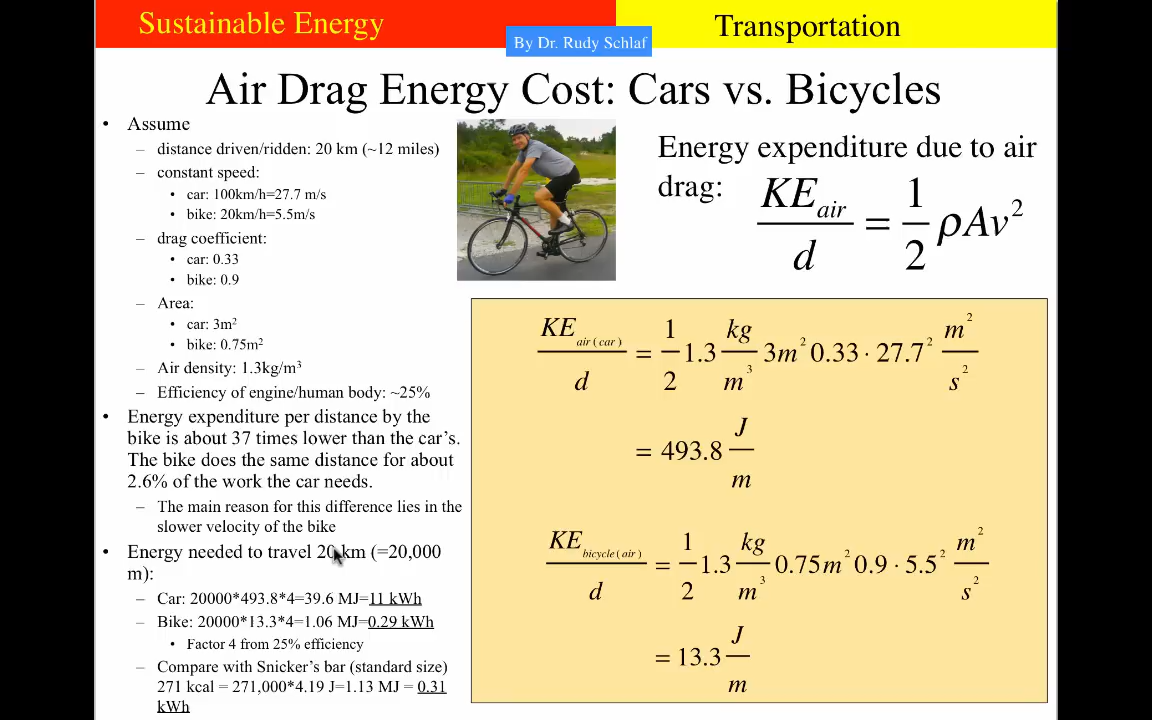 Sustainable Energy
Transportation
By Dr. Rudy Schlaf
Air Drag Energy Cost: Cars vs. Bicycles
• Assume
– distance driven/ridden: 20 km (~12 miles)
– constant speed:
• car: 100km/h=27.7 m/s
• bike: 20km/h=5.5m/s
– drag coefficient:
• car: 0.33
• bike: 0.9
– Area:
• car: 3m²
• bike: 0.75m²
– Air density: 1.3kg/m³
– Efficiency of engine/human body: ~25%
• Energy expenditure per distance by the
bike is about 37 times lower than the car's.
The bike does the same distance for about
2.6% of the work the car needs.
– The main reason for this difference lies in the
slower velocity of the bike
• Energy needed to travel 20 km (=20,000
m):
– Car: 20000*493.8*4=39.6 MJ=11 kWh
– Bike: 20000*13.3*4=1.06 MJ=0.29 kWh
• Factor 4 from 25% efficiency
– Compare with Snicker's bar (standard size)
271 kcal = 271,000*4.19 J=1.13 MJ = 0.31
kWh
Energy expenditure due to air
drag: KE_air/d = 1/2 ρAv²
KE_air(car)/d = 1/2 1.3 kg/m³ 3m² 0.33 · 27.7² m²/s²
= 493.8 J/m
KE_bicycle(air)/d = 1/2 1.3 kg/m³ 0.75m² 0.9 · 5.5² m²/s²
= 13.3 J/m